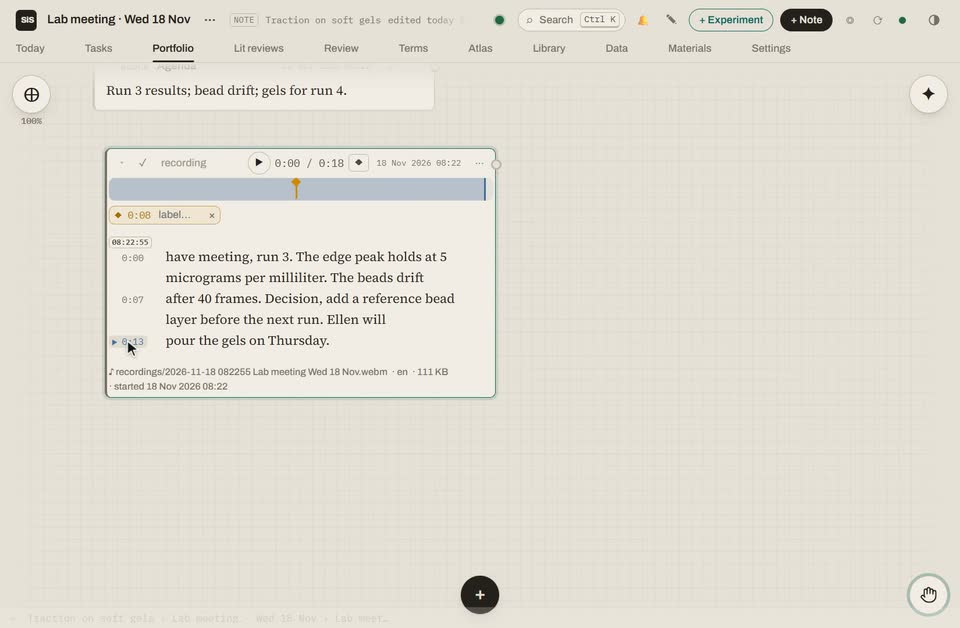 SiS Lab meeting · Wed 18 Nov ··· NOTE Traction on soft gels edited today Search Ctrl K + Experiment + Note
Today Tasks Portfolio Lit reviews Review Terms Atlas Library Data Materials Settings
Agenda
Run 3 results; bead drift; gels for run 4.
100%
recording 0:00 / 0:18 18 Nov 2026 08:22 ···
0:08 label... ×
08:22:55
0:00 have meeting, run 3. The edge peak holds at 5
micrograms per milliliter. The beads drift
0:07 after 40 frames. Decision, add a reference bead
layer before the next run. Ellen will
0:13 pour the gels on Thursday.
recordings/2026-11-18 082255 Lab meeting Wed 18 Nov.webm · en · 111 KB
· started 18 Nov 2026 08:22
+
Traction on soft gels › Lab meeting · Wed 18 Nov › Lab meet…